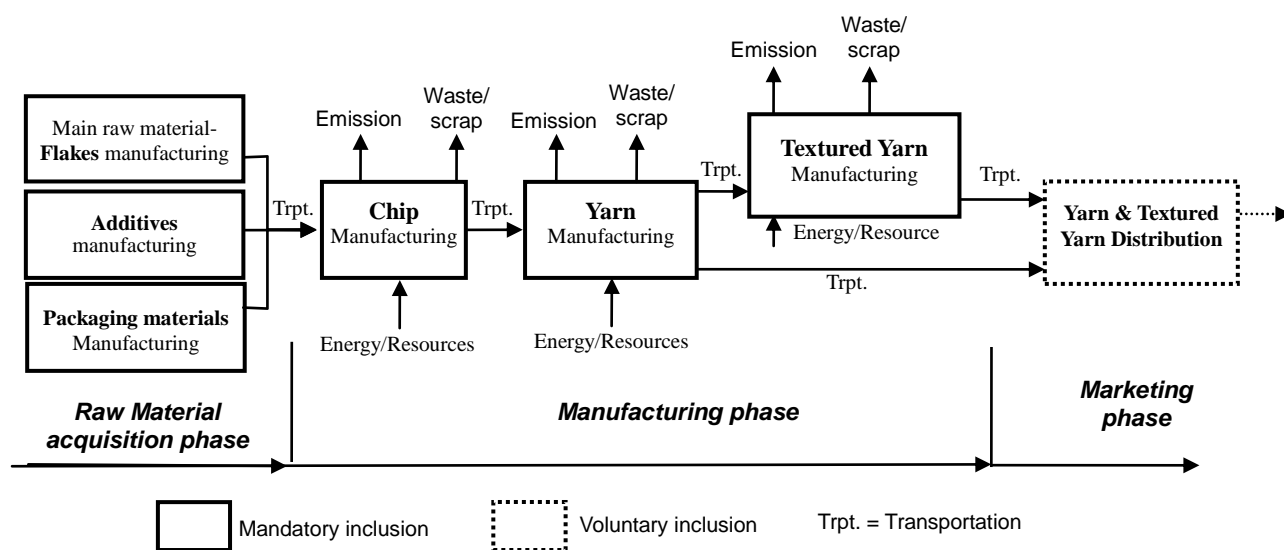 Main raw material-
Flakes manufacturing
Additives
manufacturing
Packaging materials
Manufacturing
Trpt.
Emission
Waste/
scrap
Chip
Manufacturing
Energy/Resources
Trpt.
Emission
Waste/
scrap
Yarn
Manufacturing
Energy/Resources
Trpt.
Emission
Waste/
scrap
Textured Yarn
Manufacturing
Energy/Resource
Trpt.
Trpt.
Yarn & Textured
Yarn Distribution
Raw Material
acquisition phase
Manufacturing phase
Marketing
phase
Mandatory inclusion
Voluntary inclusion
Trpt. = Transportation